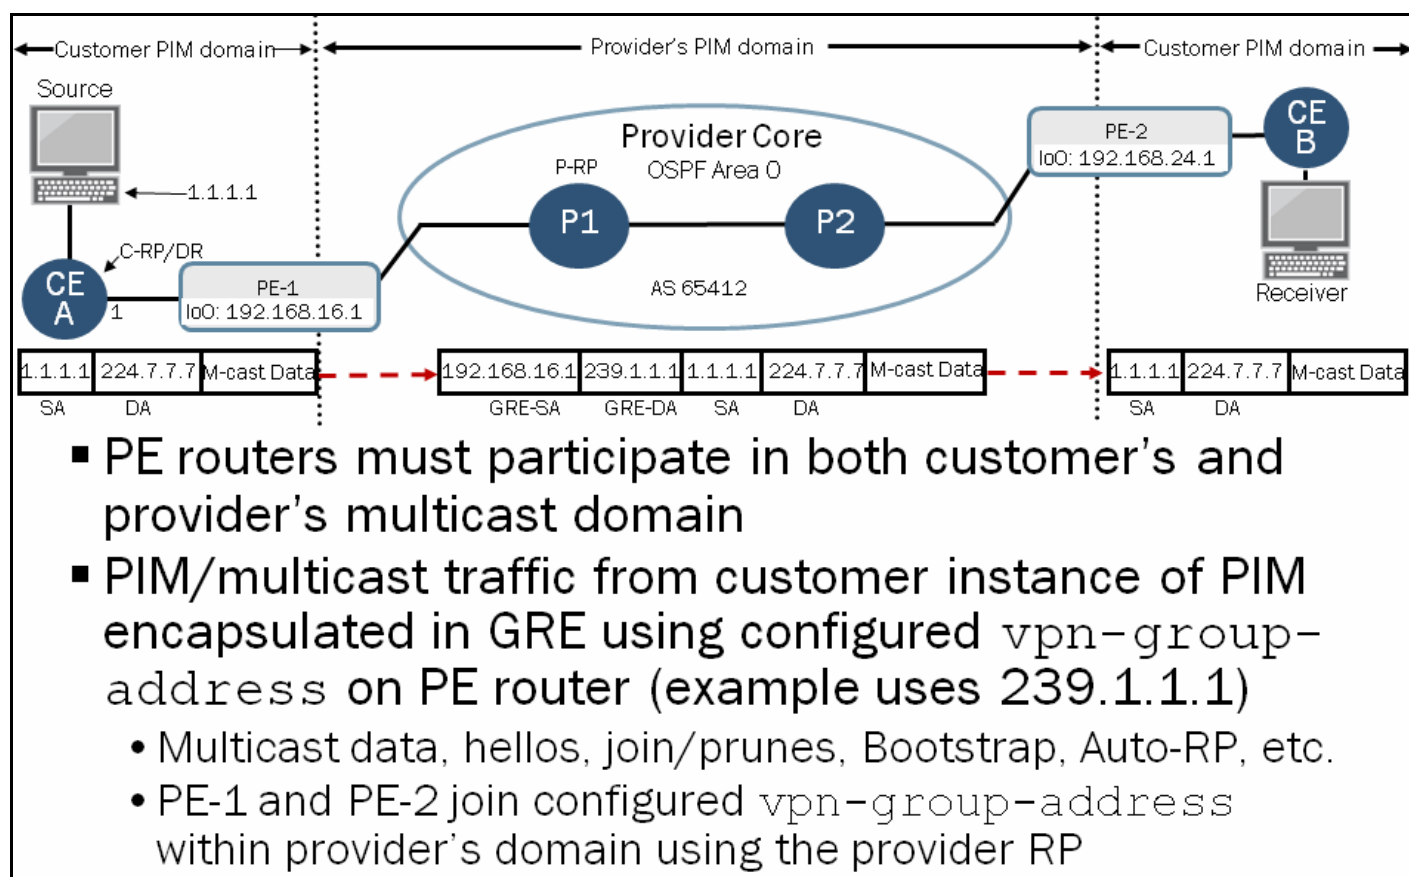 Customer PIM domain
Provider's PIM domain
Customer PIM domain
Source
1.1.1.1
C-RP/DR
CE
A
1
PE-1
lo0: 192.168.16.1
Provider Core
OSPF Area 0
P-RP
P1
P2
AS 65412
PE-2
lo0: 192.168.24.1
CE
B
Receiver
1.1.1.1 224.7.7.7 M-cast Data
SA DA
192.168.16.1 239.1.1.1 1.1.1.1 224.7.7.7 M-cast Data
GRE-SA GRE-DA SA DA
1.1.1.1 224.7.7.7 M-cast Data
SA DA
▪ PE routers must participate in both customer's and
provider's multicast domain
▪ PIM/multicast traffic from customer instance of PIM
encapsulated in GRE using configured vpn-group-
address on PE router (example uses 239.1.1.1)
• Multicast data, hellos, join/prunes, Bootstrap, Auto-RP, etc.
• PE-1 and PE-2 join configured vpn-group-address
within provider's domain using the provider RP